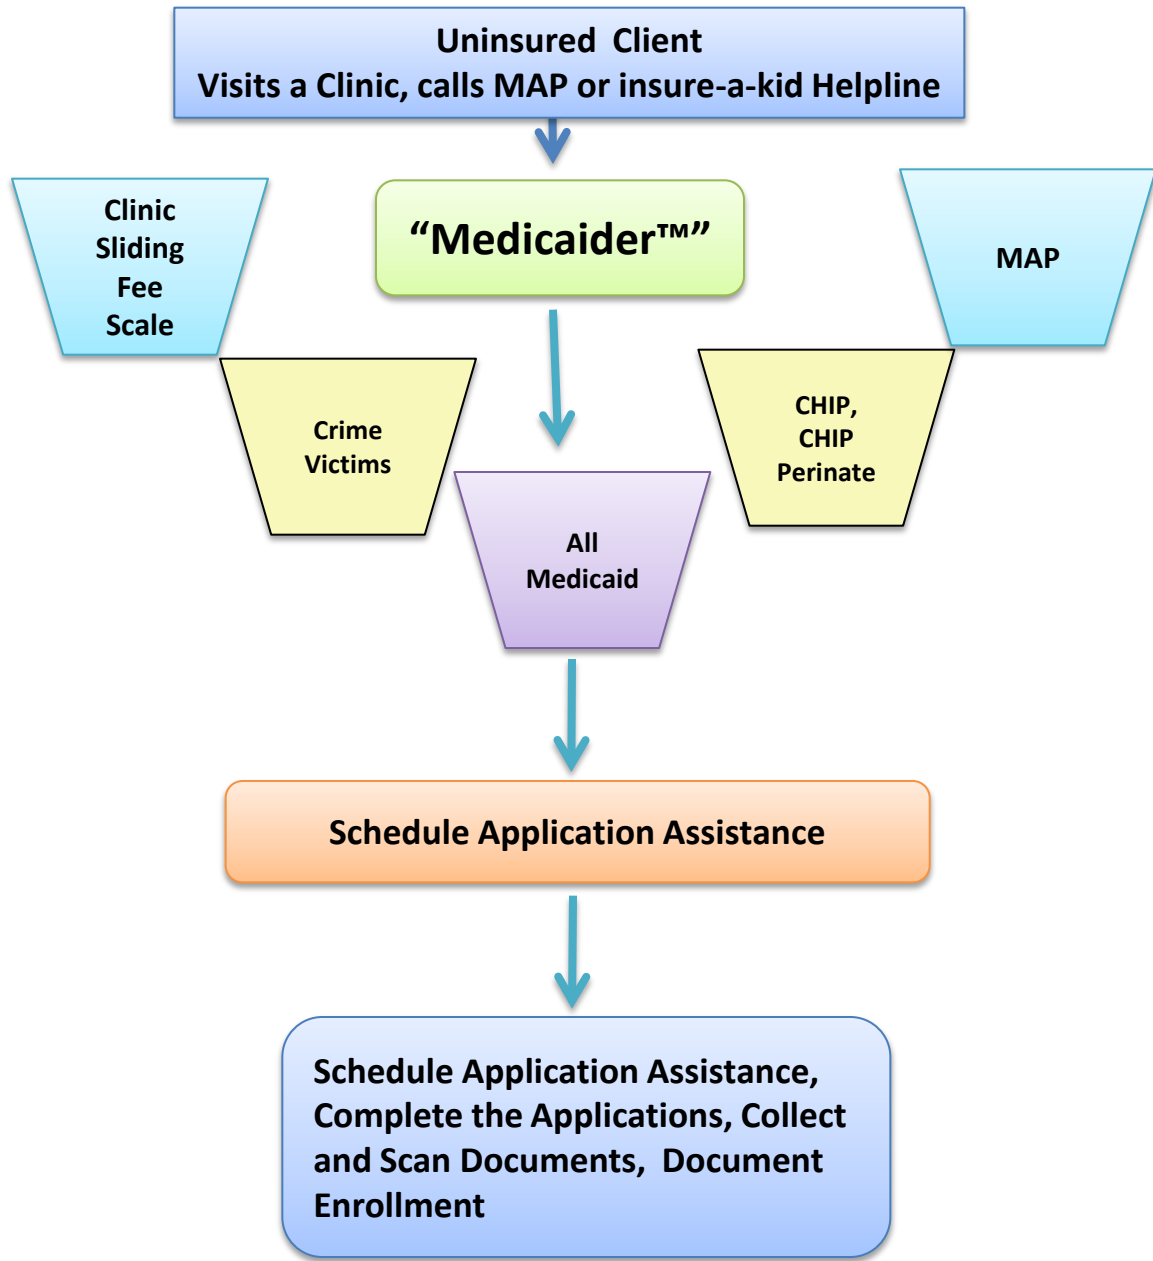 Uninsured Client
Visits a Clinic, calls MAP or insure-a-kid Helpline
“Medicaider™”
Clinic
Sliding
Fee
Scale
MAP
Crime
Victims
CHIP,
CHIP
Perinate
All
Medicaid
Schedule Application Assistance
Schedule Application Assistance,
Complete the Applications, Collect
and Scan Documents, Document
Enrollment